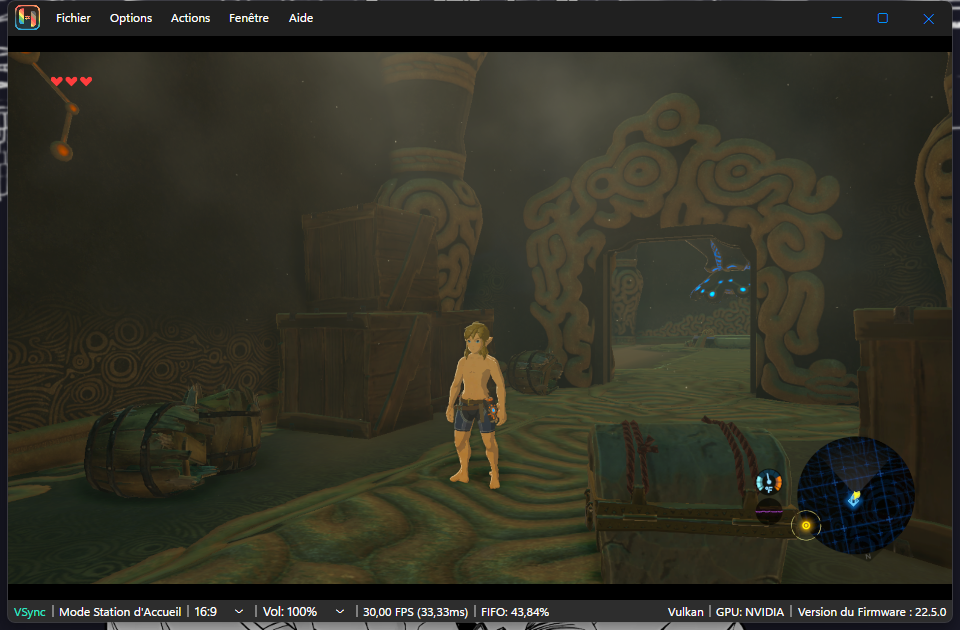 Fichier Options Actions Fenêtre Aide
°F
N
VSync | Mode Station d'Accueil | 16:9 | Vol: 100% | 30,00 FPS (33,33ms) | FIFO: 43,84% Vulkan | GPU: NVIDIA | Version du Firmware : 22.5.0